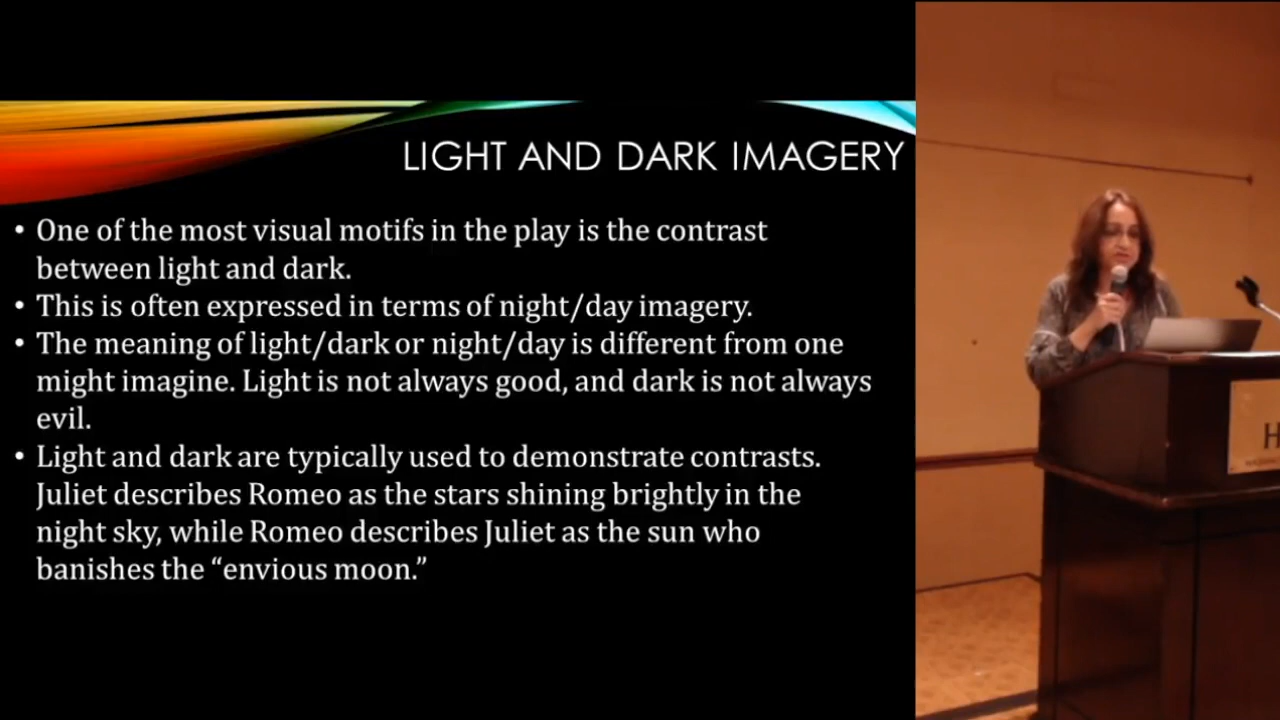 LIGHT AND DARK IMAGERY
• One of the most visual motifs in the play is the contrast
between light and dark.
• This is often expressed in terms of night/day imagery.
• The meaning of light/dark or night/day is different from one
might imagine. Light is not always good, and dark is not always
evil.
• Light and dark are typically used to demonstrate contrasts.
Juliet describes Romeo as the stars shining brightly in the
night sky, while Romeo describes Juliet as the sun who
banishes the “envious moon.”
H